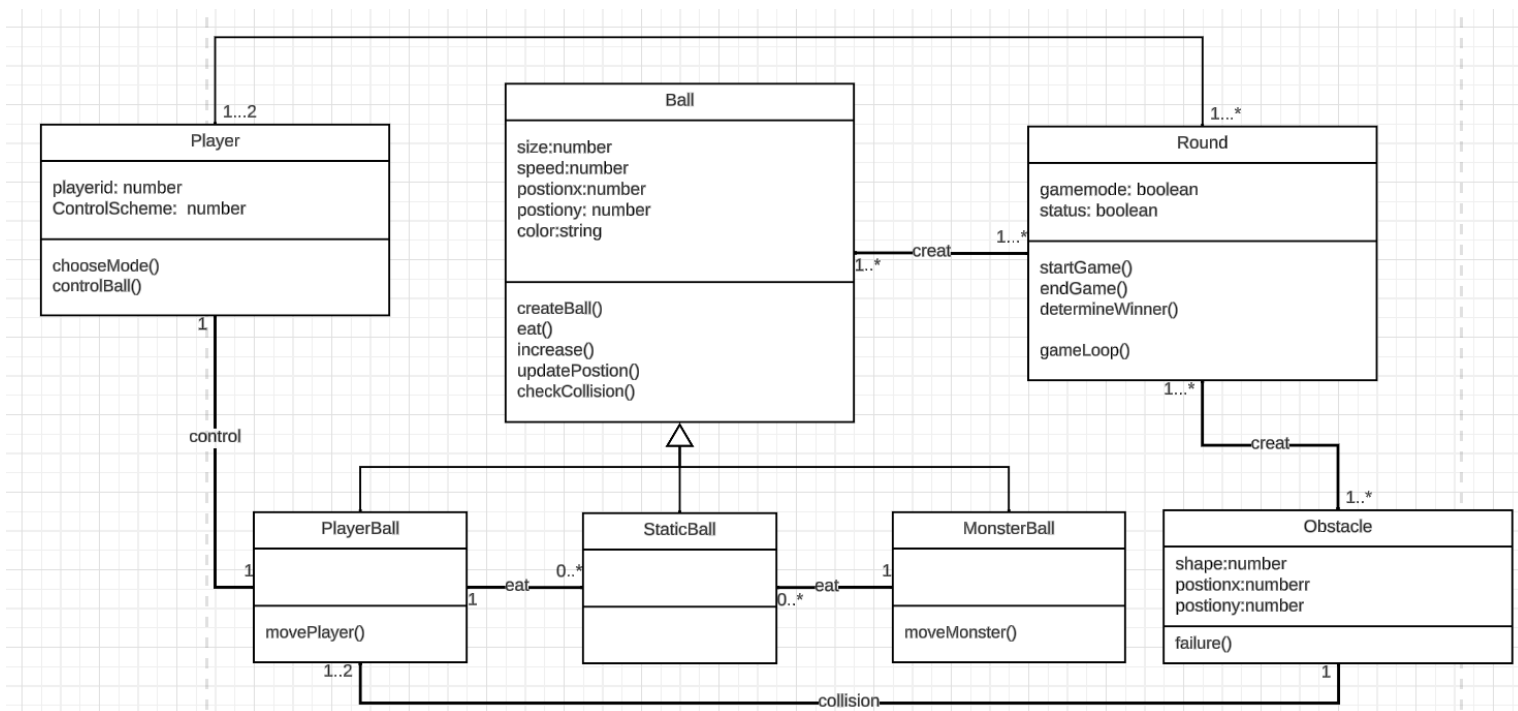 1...2
1...*
Player
playerid: number
ControlScheme: number
chooseMode()
controlBall()
1
Ball
size:number
speed:number
postionx:number
postiony: number
color:string
createBall()
eat()
increase()
updatePostion()
checkCollision()
1..*
creat
1...*
Round
gamemode: boolean
status: boolean
startGame()
endGame()
determineWinner()
gameLoop()
1...*
control
creat
1..*
1
PlayerBall
movePlayer()
1
eat
0..*
StaticBall
0..*
eat
1
MonsterBall
moveMonster()
Obstacle
shape:number
postionx:numberr
postiony:number
failure()
1..2
collision
1